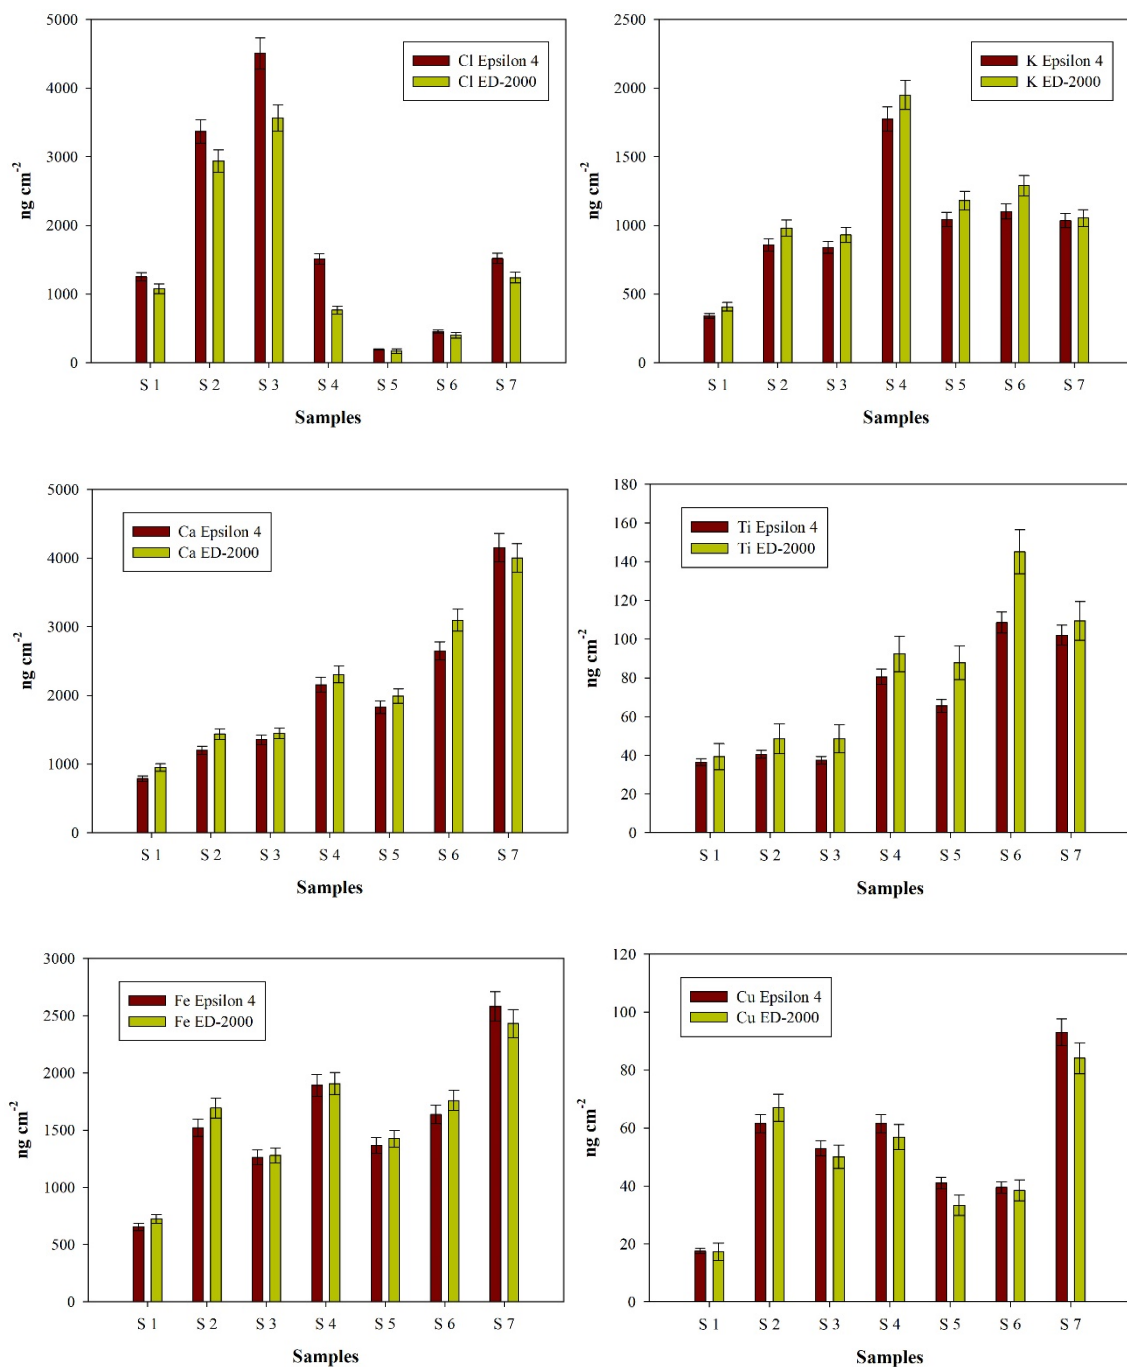 5000
4000
3000
2000
1000
0
ng cm⁻²
Cl Epsilon 4
Cl ED-2000
S 1 S 2 S 3 S 4 S 5 S 6 S 7
Samples
2500
2000
1500
1000
500
0
ng cm⁻²
K Epsilon 4
K ED-2000
S 1 S 2 S 3 S 4 S 5 S 6 S 7
Samples
5000
4000
3000
2000
1000
0
ng cm⁻²
Ca Epsilon 4
Ca ED-2000
S 1 S 2 S 3 S 4 S 5 S 6 S 7
Samples
180
160
140
120
100
80
60
40
20
0
ng cm⁻²
Ti Epsilon 4
Ti ED-2000
S 1 S 2 S 3 S 4 S 5 S 6 S 7
Samples
3000
2500
2000
1500
1000
500
0
ng cm⁻²
Fe Epsilon 4
Fe ED-2000
S 1 S 2 S 3 S 4 S 5 S 6 S 7
Samples
120
100
80
60
40
20
0
ng cm⁻²
Cu Epsilon 4
Cu ED-2000
S 1 S 2 S 3 S 4 S 5 S 6 S 7
Samples